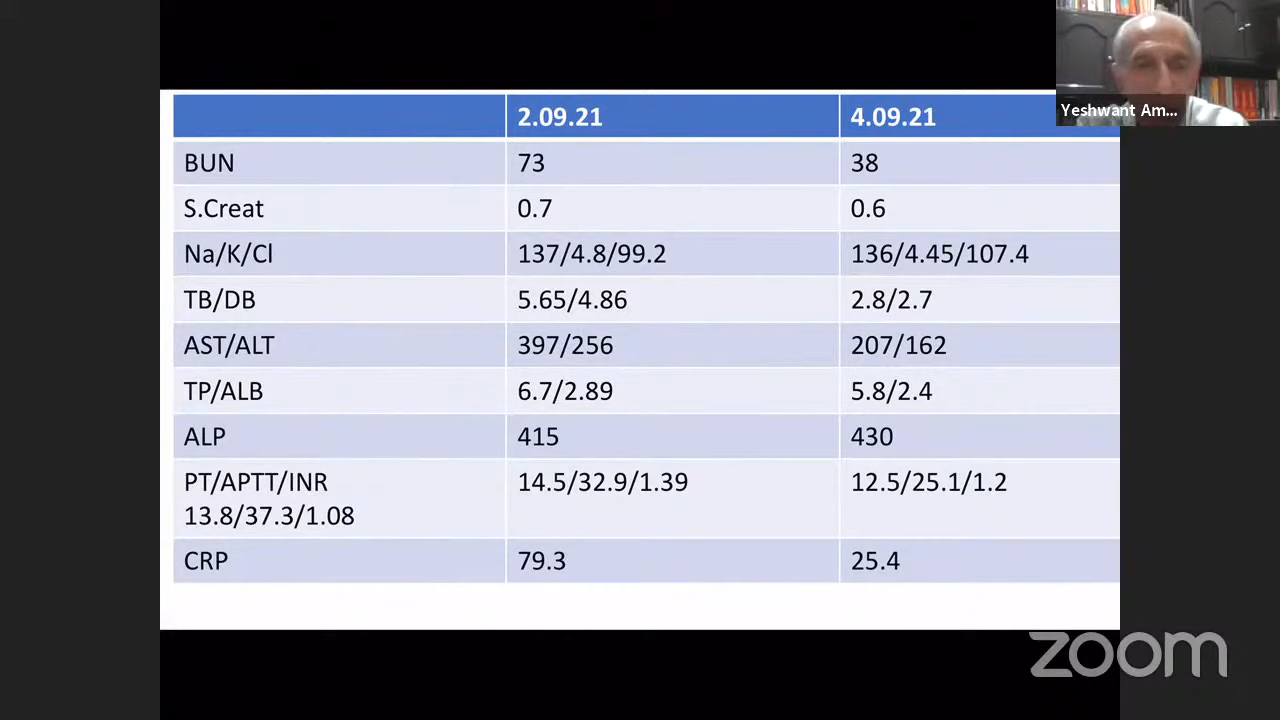 2.09.21 4.09.21
Yeshwant Am...
BUN 73 38
S.Creat 0.7 0.6
Na/K/Cl 137/4.8/99.2 136/4.45/107.4
TB/DB 5.65/4.86 2.8/2.7
AST/ALT 397/256 207/162
TP/ALB 6.7/2.89 5.8/2.4
ALP 415 430
PT/APTT/INR 14.5/32.9/1.39 12.5/25.1/1.2
13.8/37.3/1.08
CRP 79.3 25.4
zoom